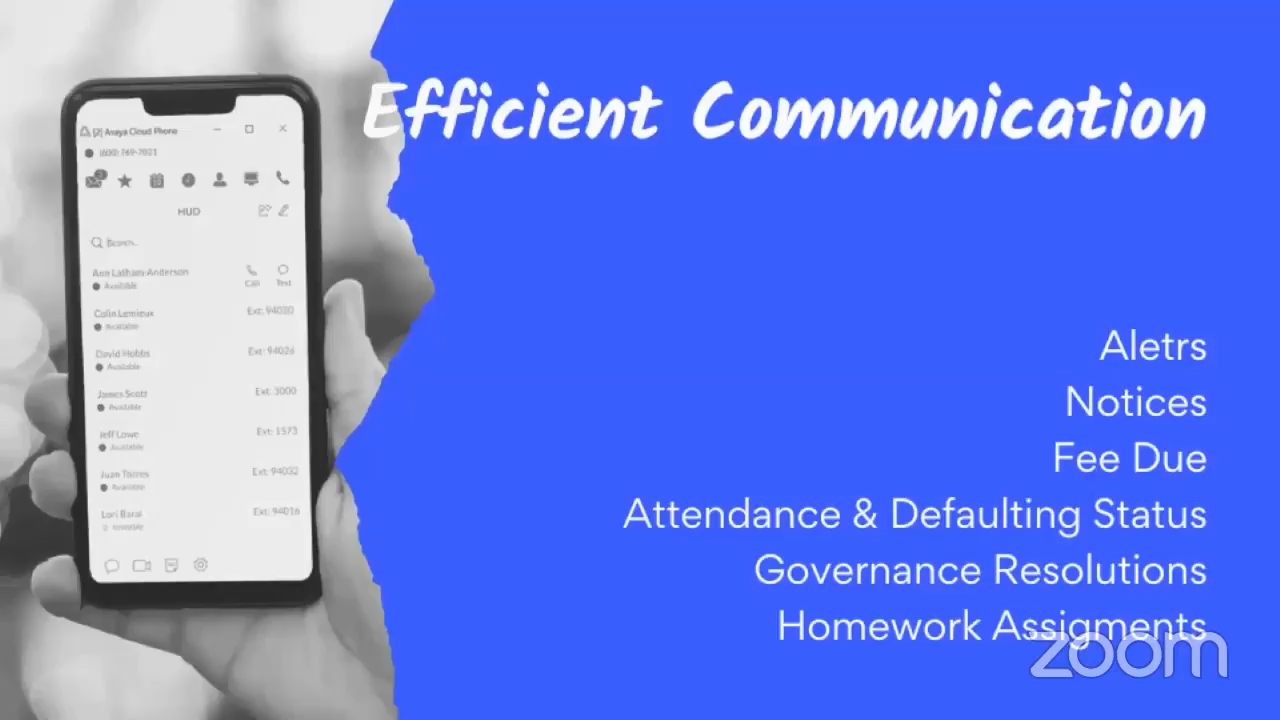 Efficient Communication
[2] Avaya Cloud Phone
HUD
Search..
Ann Latham-Anderson
Available
Call
Text
Colin Lemieux
Ext: 94030
Available
David Hobbs
Ext: 94026
Available
James Scott
Ext: 3000
Available
Jeff Lowe
Ext: 1573
Available
Juan Torres
Ext: 94032
Available
Lori Baral
Ext: 94016
Aletrs
Notices
Fee Due
Attendance & Defaulting Status
Governance Resolutions
Homework Assigments
zoom